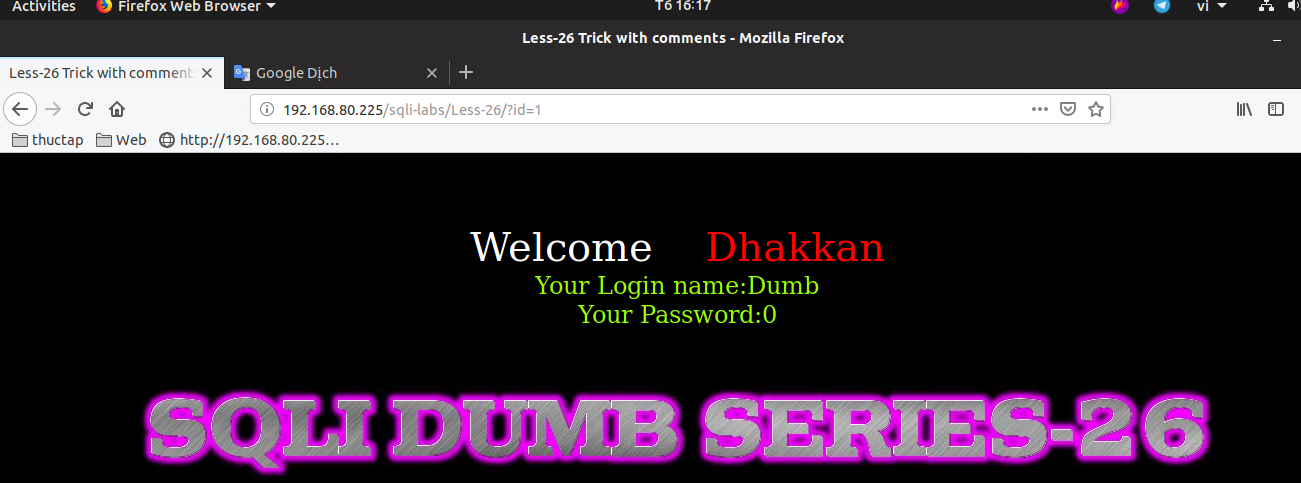 Activities Firefox Web Browser T6 16:17 vi
Less-26 Trick with comments - Mozilla Firefox
Less-26 Trick with comments Google Dịch
192.168.80.225/sqli-labs/Less-26/?id=1
thuctap Web http://192.168.80.225…
Welcome Dhakkan
Your Login name:Dumb
Your Password:0
SQLI DUMB SERIES-26